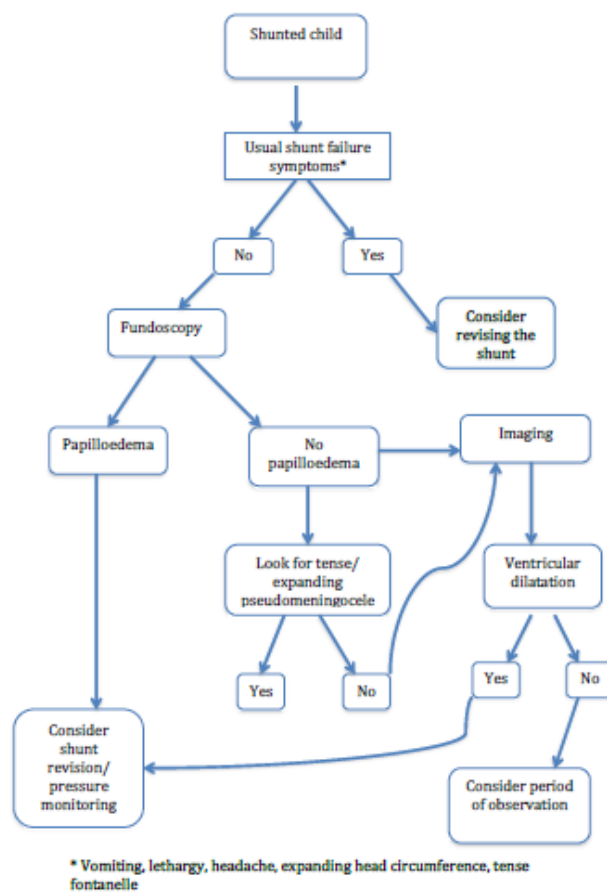 Shunted child
Usual shunt failure
symptoms*
No
Yes
Fundoscopy
Consider
revising the
shunt
Papilloedema
No
papilloedema
Imaging
Look for tense/
expanding
pseudomeningocele
Ventricular
dilatation
Yes
No
Yes
No
Consider
shunt
revision/
pressure
monitoring
Consider period
of observation
* Vomiting, lethargy, headache, expanding head circumference, tense
fontanelle